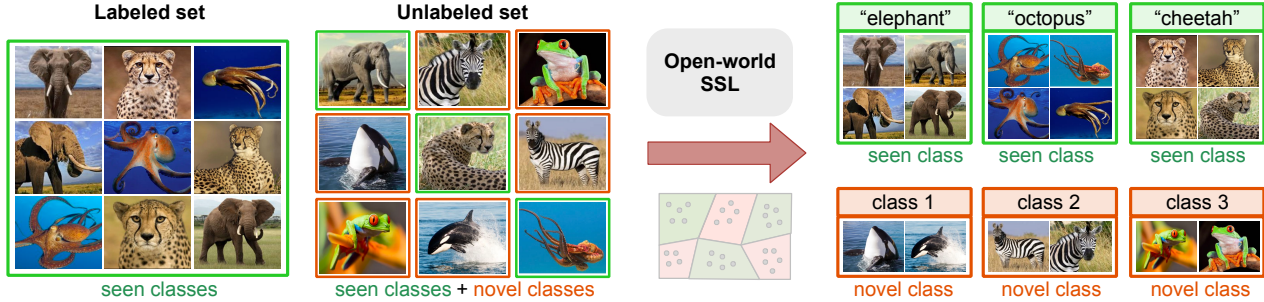 Labeled set
seen classes
Unlabeled set
seen classes + novel classes
Open-world
SSL
“elephant”
seen class
“octopus”
seen class
“cheetah”
seen class
class 1
novel class
class 2
novel class
class 3
novel class